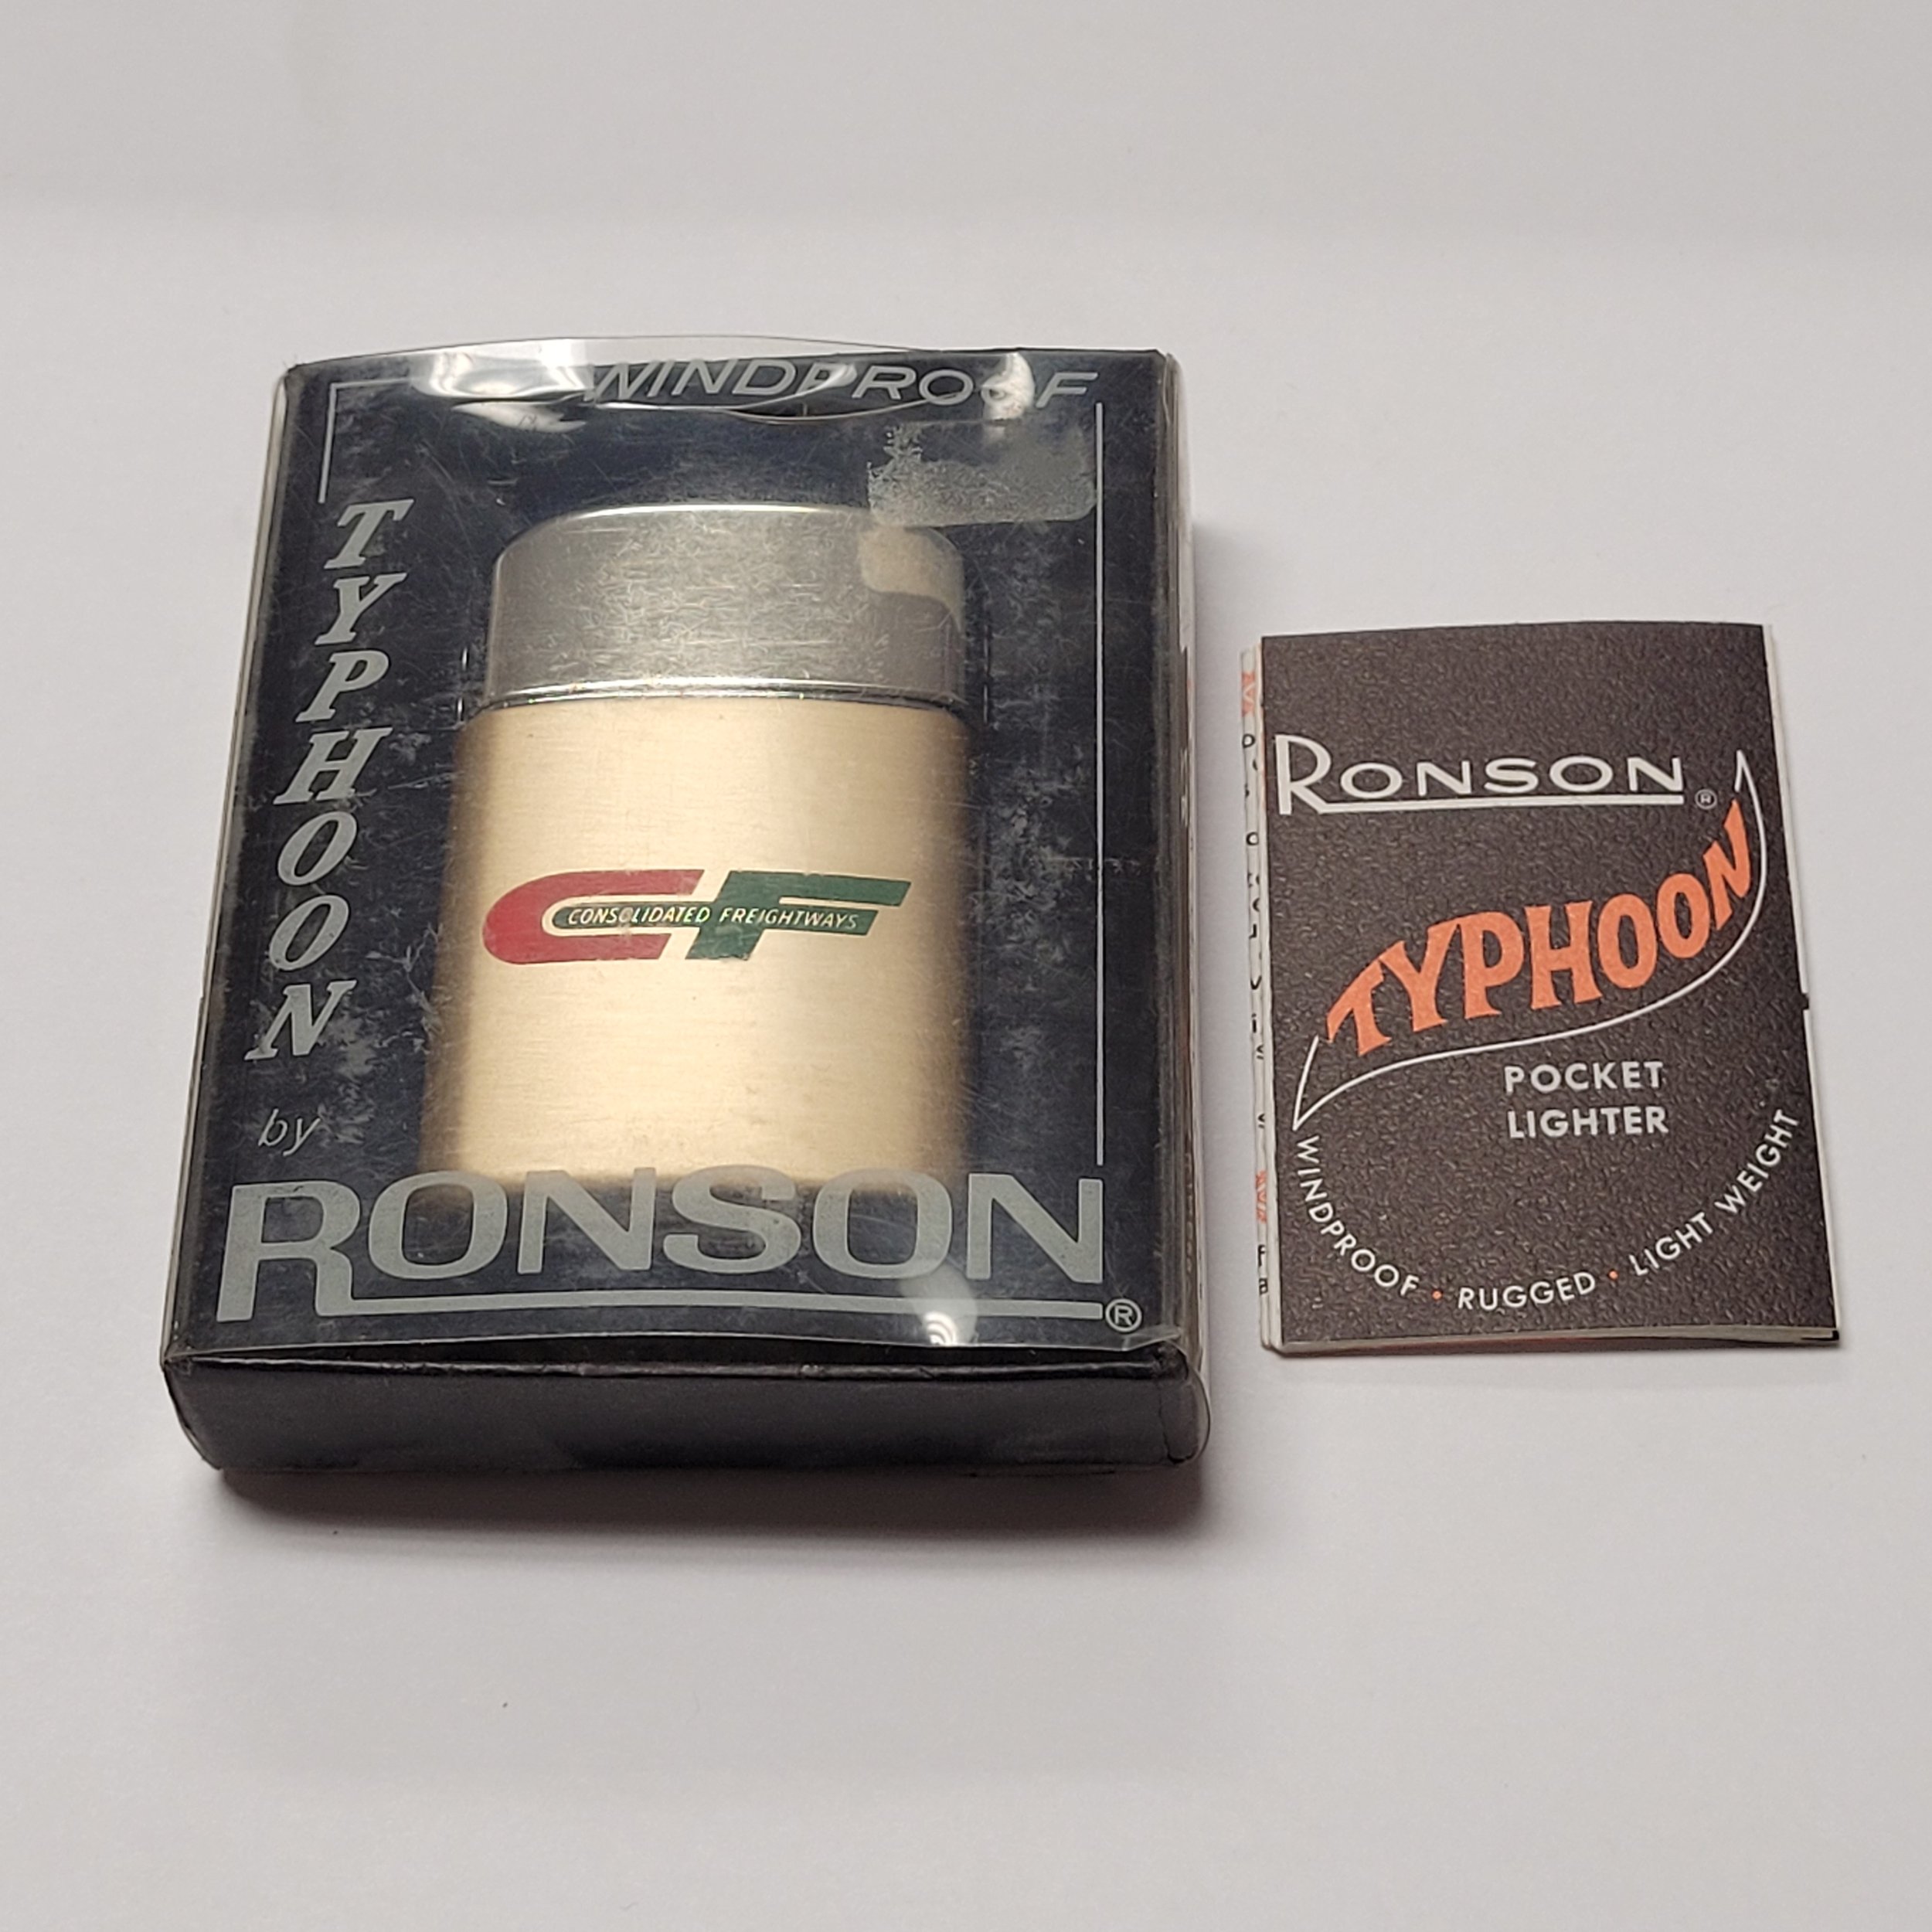 WINDPROOF
TYPHOON
by
RONSON®
CF
CONSOLIDATED FREIGHTWAYS
RONSON®
TYPHOON
POCKET
LIGHTER
WINDPROOF • RUGGED • LIGHT WEIGHT